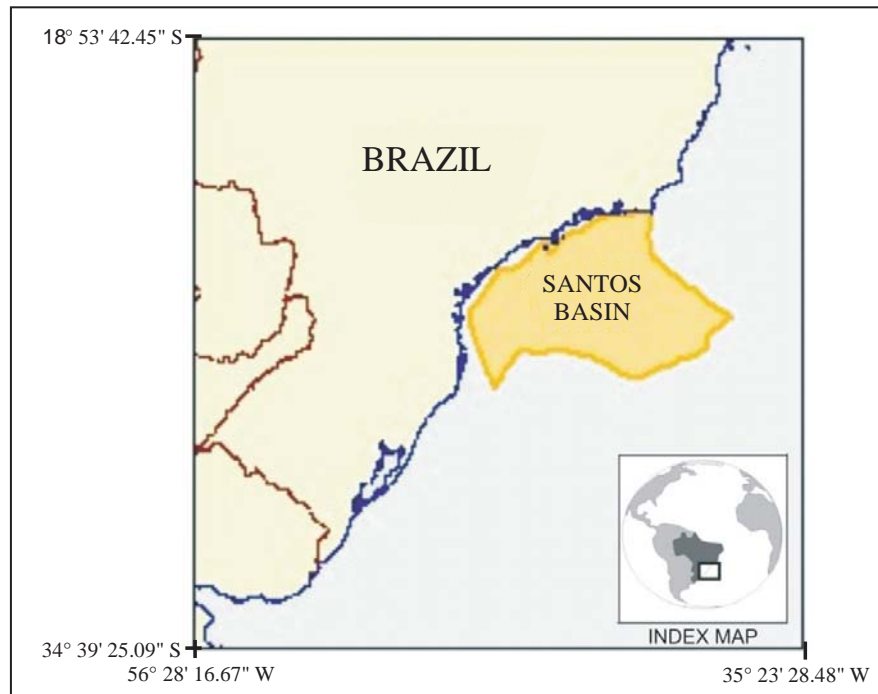 18° 53' 42.45" S
BRAZIL
SANTOS
BASIN
INDEX MAP
34° 39' 25.09" S
56° 28' 16.67" W
35° 23' 28.48" W